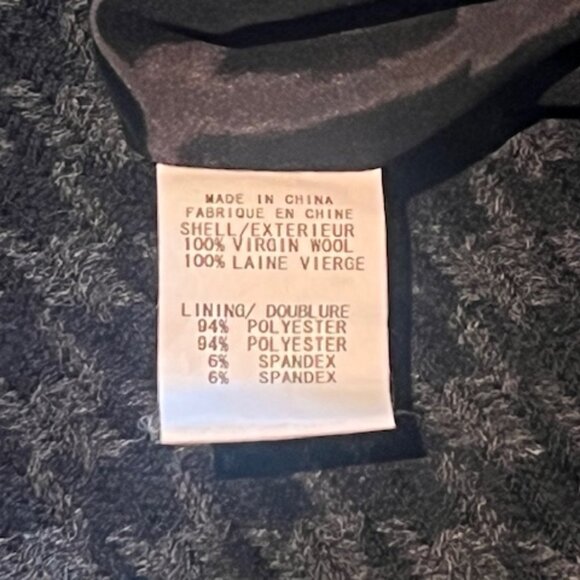 MADE IN CHINA
FABRIQUE EN CHINE
SHELL/EXTERIEUR
100% VIRGIN WOOL
100% LAINE VIERGE
LINING/ DOUBLURE
94% POLYESTER
94% POLYESTER
6% SPANDEX
6% SPANDEX